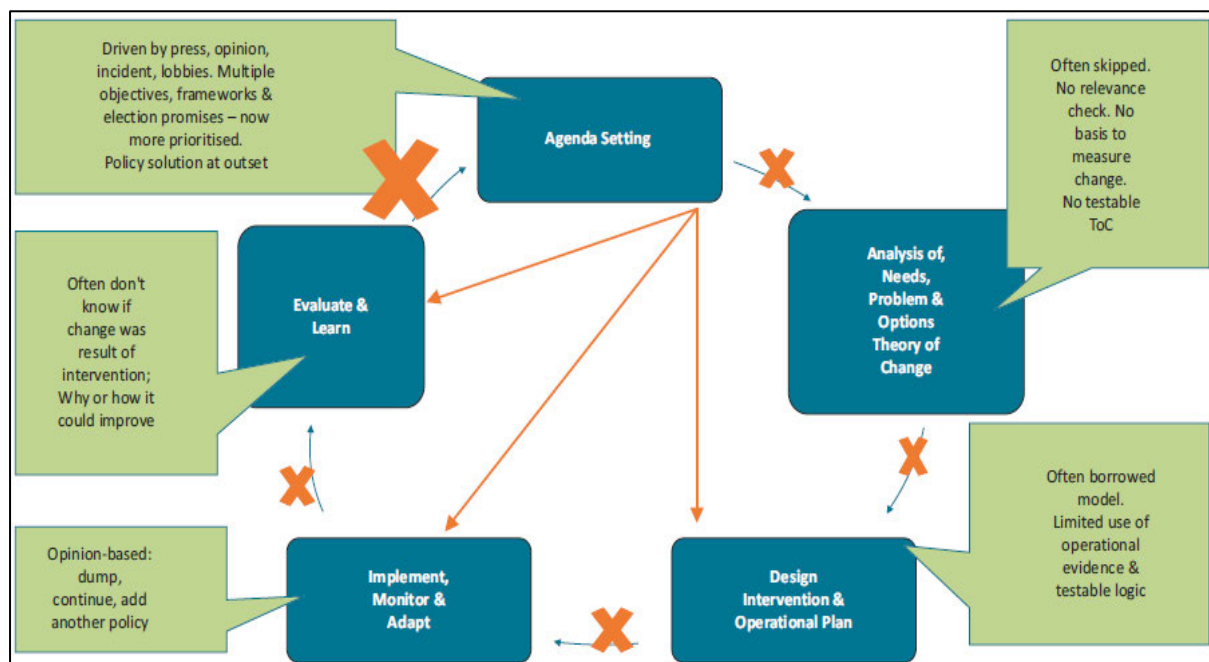 Driven by press, opinion,
incident, lobbies. Multiple
objectives, frameworks &
election promises – now
more prioritised.
Policy solution at outset
Agenda Setting
Often skipped.
No relevance
check. No
basis to
measure
change.
No testable
ToC
Analysis of,
Needs,
Problem &
Options
Theory of
Change
Evaluate &
Learn
Often don't
know if
change was
result of
intervention;
Why or how it
could improve
Often borrowed
model.
Limited use of
operational
evidence &
testable logic
Design
Intervention &
Operational Plan
Implement,
Monitor &
Adapt
Opinion-based:
dump,
continue, add
another policy